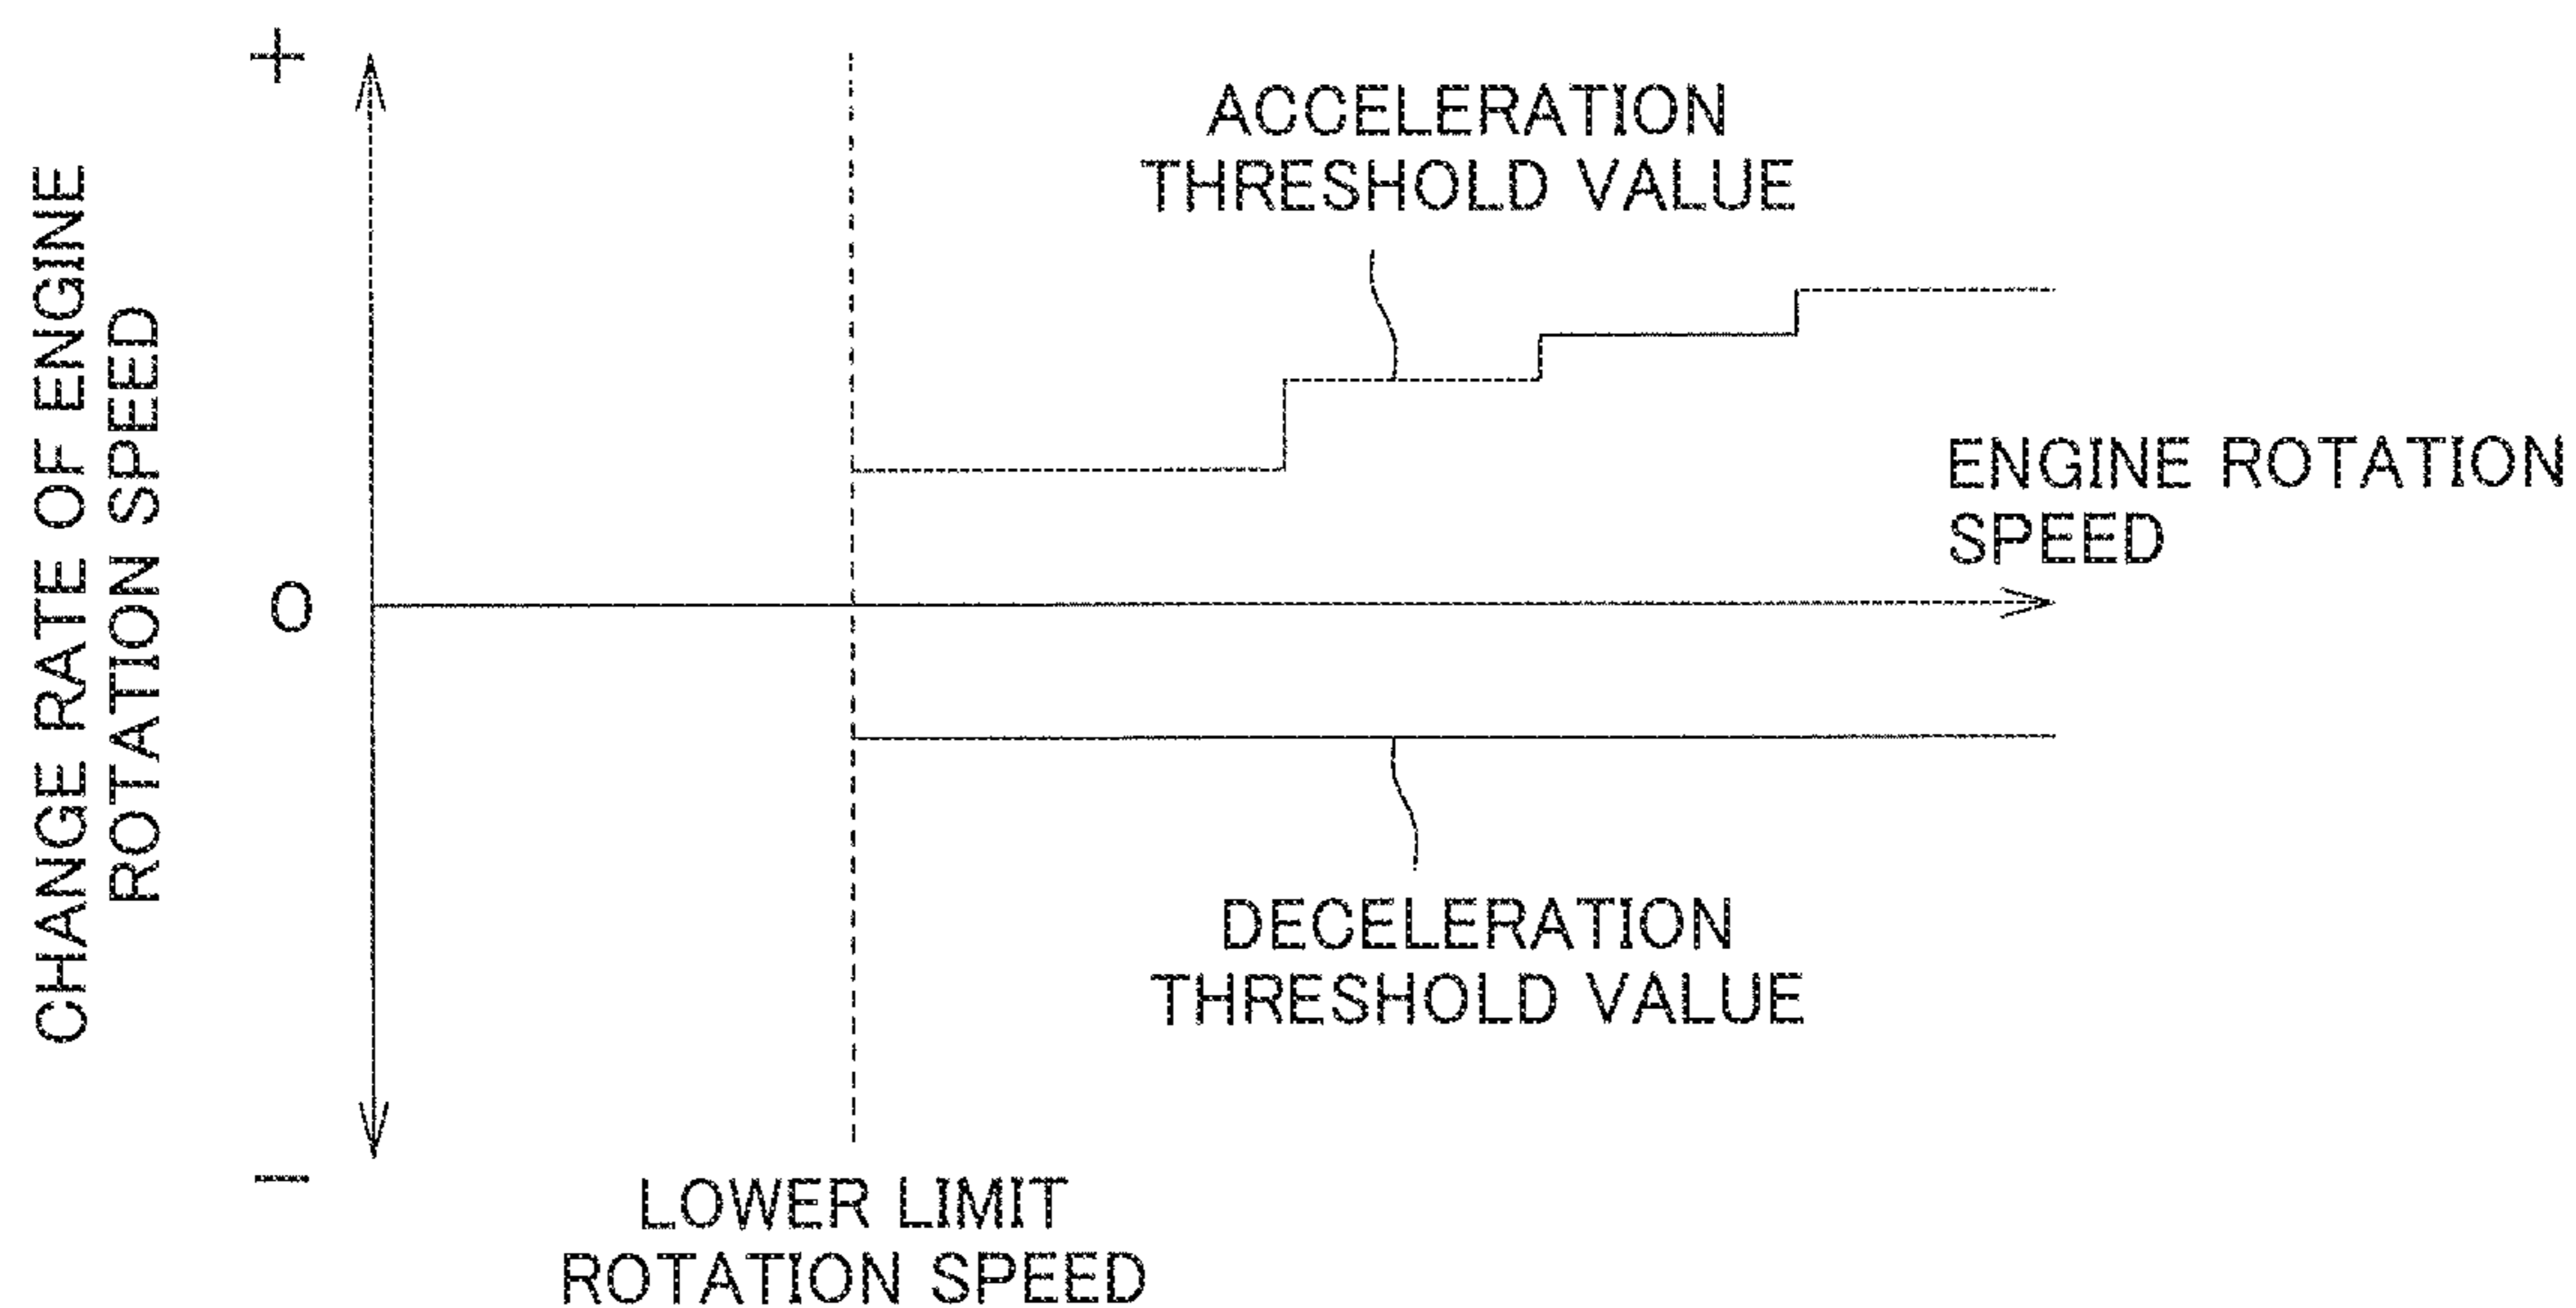 +
ACCELERATION
THRESHOLD VALUE
CHANGE RATE OF ENGINE
ROTATION SPEED
ENGINE ROTATION
SPEED
0
DECELERATION
THRESHOLD VALUE
−
LOWER LIMIT
ROTATION SPEED